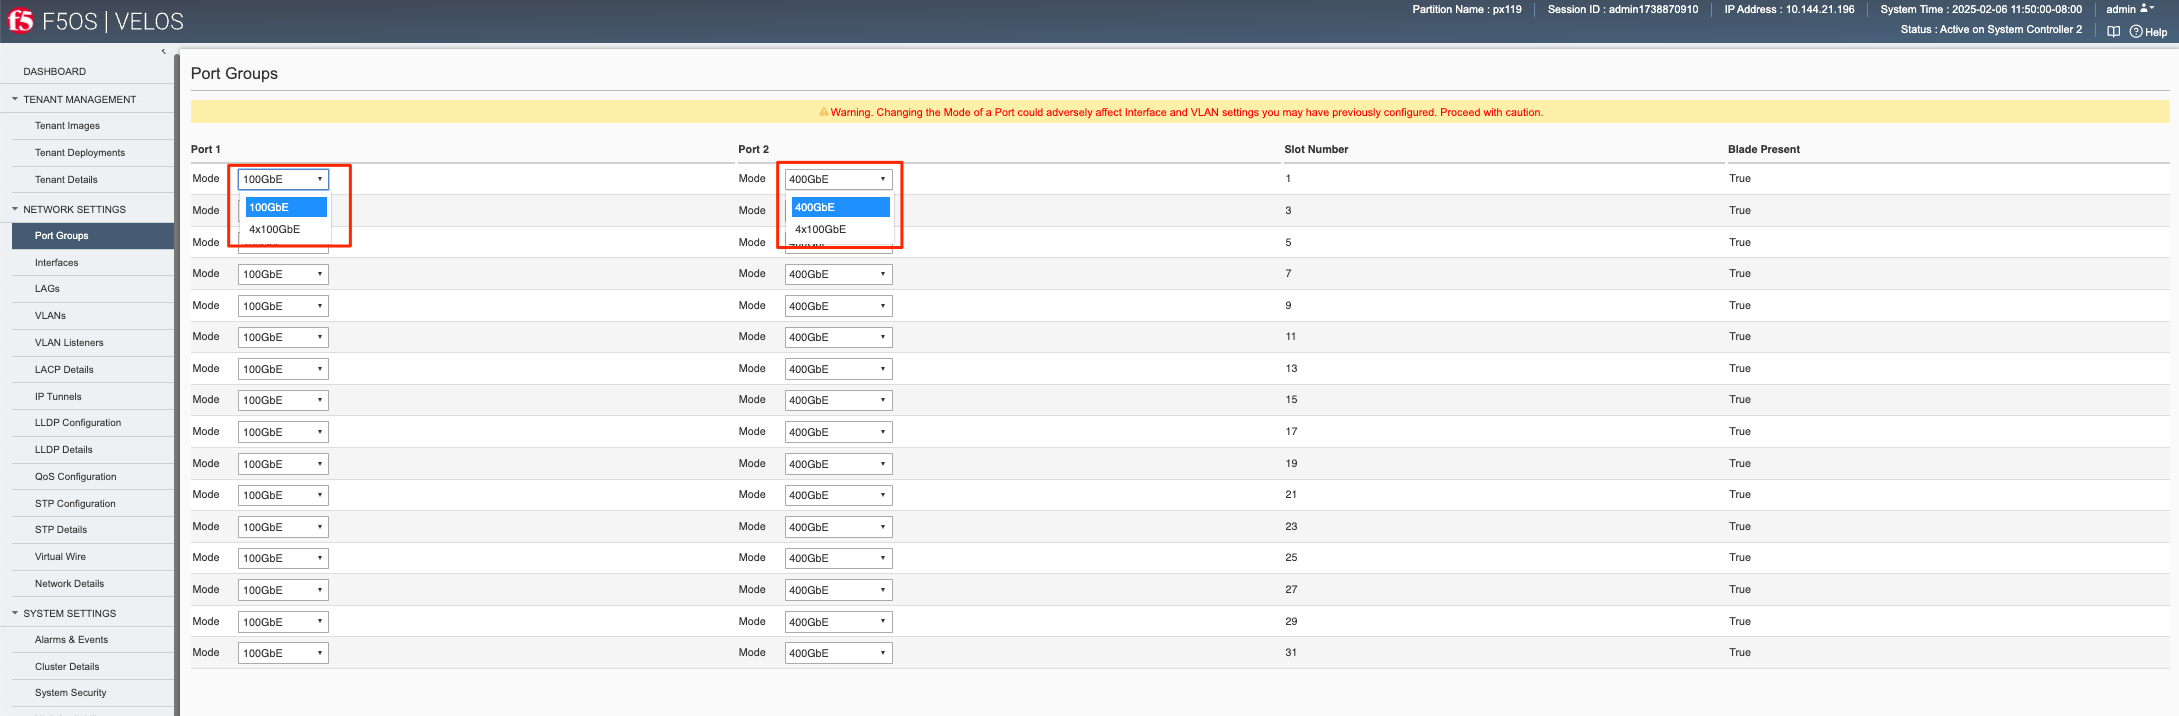 f5 F5OS | VELOS
Partition Name : px119 Session ID : admin1738870910 IP Address : 10.144.21.196 System Time : 2025-02-06 11:50:00-08:00 admin
Status : Active on System Controller 2 Help
DASHBOARD
TENANT MANAGEMENT
Tenant Images
Tenant Deployments
Tenant Details
NETWORK SETTINGS
Port Groups
Interfaces
LAGs
VLANs
VLAN Listeners
LACP Details
IP Tunnels
LLDP Configuration
LLDP Details
QoS Configuration
STP Configuration
STP Details
Virtual Wire
Network Details
SYSTEM SETTINGS
Alarms & Events
Cluster Details
System Security
Port Groups
Warning. Changing the Mode of a Port could adversely affect Interface and VLAN settings you may have previously configured. Proceed with caution.
Port 1 Port 2 Slot Number Blade Present
Mode 100GbE Mode 400GbE 1 True
100GbE 400GbE
Mode Mode 3 True
4x100GbE 4x100GbE
Mode Mode 5 True
Mode 100GbE Mode 400GbE 7 True
Mode 100GbE Mode 400GbE 9 True
Mode 100GbE Mode 400GbE 11 True
Mode 100GbE Mode 400GbE 13 True
Mode 100GbE Mode 400GbE 15 True
Mode 100GbE Mode 400GbE 17 True
Mode 100GbE Mode 400GbE 19 True
Mode 100GbE Mode 400GbE 21 True
Mode 100GbE Mode 400GbE 23 True
Mode 100GbE Mode 400GbE 25 True
Mode 100GbE Mode 400GbE 27 True
Mode 100GbE Mode 400GbE 29 True
Mode 100GbE Mode 400GbE 31 True